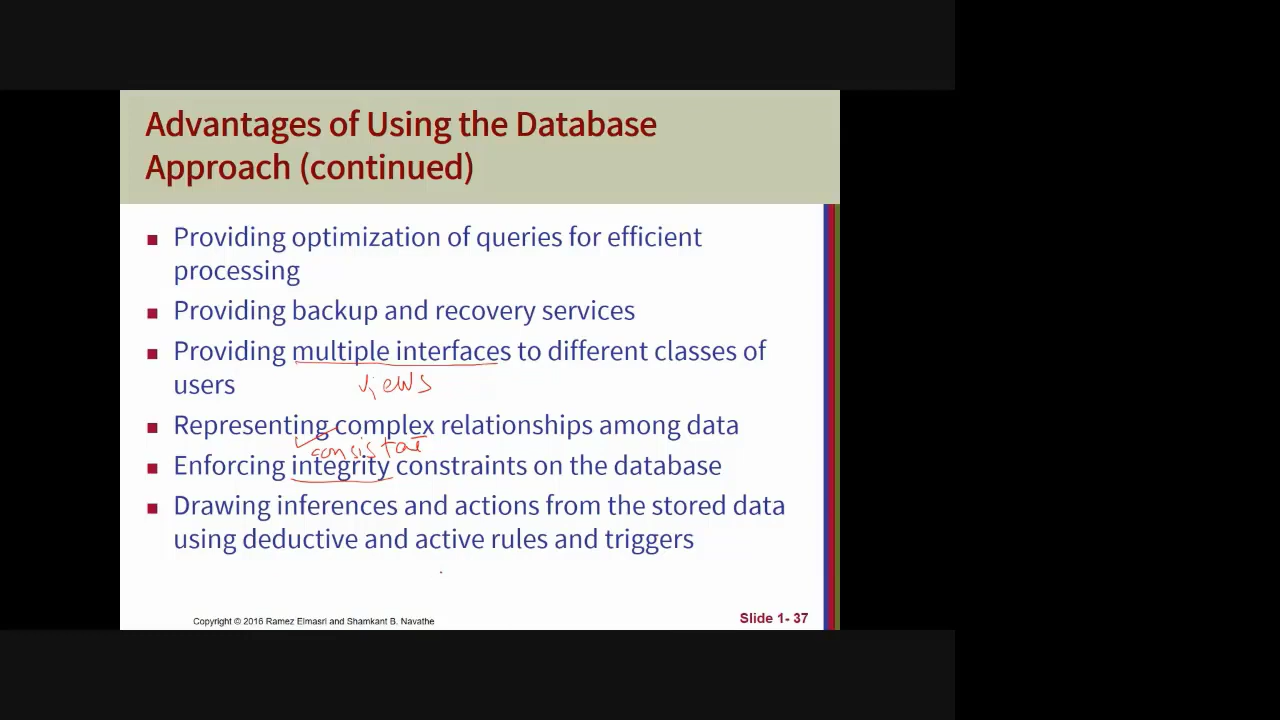 Advantages of Using the Database
Approach (continued)
Providing optimization of queries for efficient
processing
Providing backup and recovery services
Providing multiple interfaces to different classes of
users
views
Representing complex relationships among data
Enforcing integrity constraints on the database
Drawing inferences and actions from the stored data
using deductive and active rules and triggers
Copyright © 2016 Ramez Elmasri and Shamkant B. Navathe
Slide 1- 37